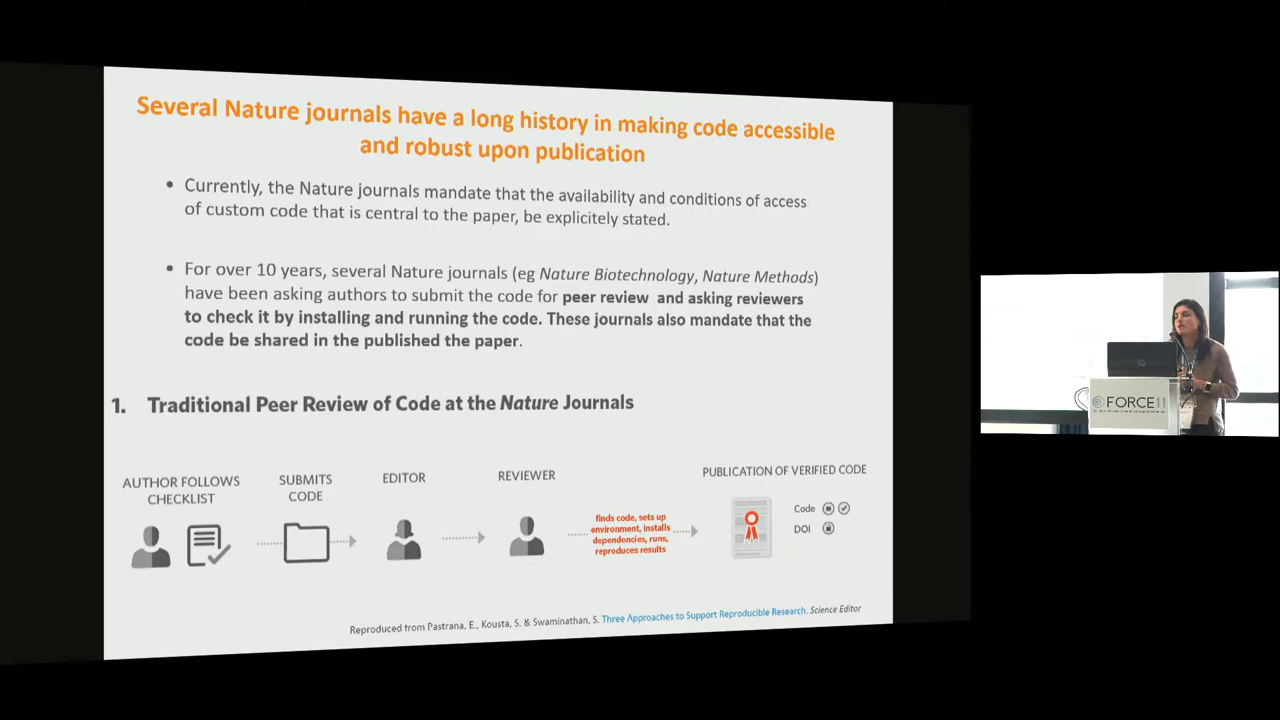 Several Nature journals have a long history in making code accessible
and robust upon publication
• Currently, the Nature journals mandate that the availability and conditions of access
of custom code that is central to the paper, be explicitely stated.
• For over 10 years, several Nature journals (eg Nature Biotechnology, Nature Methods)
have been asking authors to submit the code for peer review and asking reviewers
to check it by installing and running the code. These journals also mandate that the
code be shared in the published the paper.
1. Traditional Peer Review of Code at the Nature Journals
AUTHOR FOLLOWS
CHECKLIST
SUBMITS
CODE
EDITOR
REVIEWER
finds code, sets up
environment, installs
dependencies, runs,
reproduces results
PUBLICATION OF VERIFIED CODE
Code
DOI
Reproduced from Pastrana, E., Kousta, S. & Swaminathan, S. Three Approaches to Support Reproducible Research. Science Editor
FORCE11